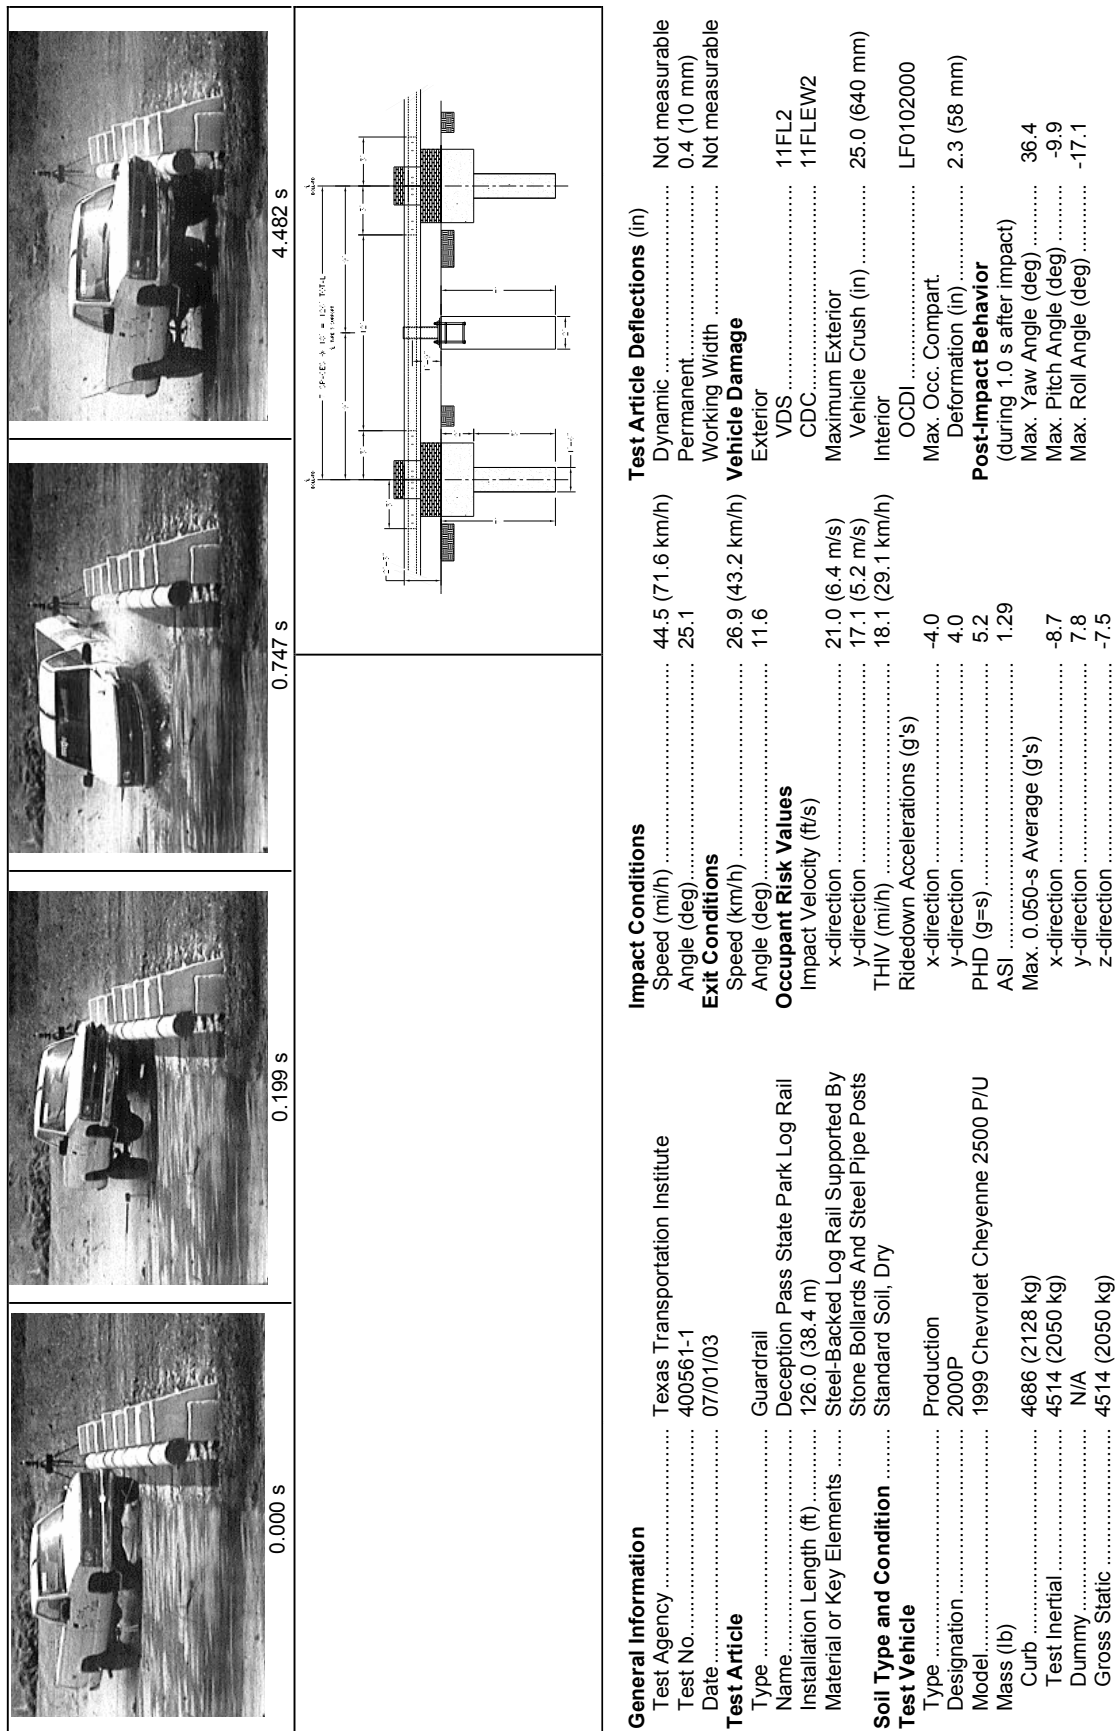 0.000 s
0.199 s
0.747 s
4.482 s
General Information
Test Agency ........ Texas Transportation Institute
Test No. ........ 400561-1
Date ........ 07/01/03
Test Article
Type ........ Guardrail
Name ........ Deception Pass State Park Log Rail
Installation Length (ft) ........ 126.0 (38.4 m)
Material or Key Elements ........ Steel-Backed Log Rail Supported By
Stone Bollards And Steel Pipe Posts
Soil Type and Condition ........ Standard Soil, Dry
Test Vehicle
Type ........ Production
Designation ........ 2000P
Model ........ 1999 Chevrolet Cheyenne 2500 P/U
Mass (lb)
Curb ........ 4686 (2128 kg)
Test Inertial ........ 4514 (2050 kg)
Dummy ........ N/A
Gross Static ........ 4514 (2050 kg)
Impact Conditions
Speed (mi/h) ........ 44.5 (71.6 km/h)
Angle (deg) ........ 25.1
Exit Conditions
Speed (km/h) ........ 26.9 (43.2 km/h)
Angle (deg) ........ 11.6
Occupant Risk Values
Impact Velocity (ft/s)
x-direction ........ 21.0 (6.4 m/s)
y-direction ........ 17.1 (5.2 m/s)
THIV (mi/h) ........ 18.1 (29.1 km/h)
Ridedown Accelerations (g's)
x-direction ........ -4.0
y-direction ........ 4.0
PHD (g=s) ........ 5.2
ASI ........ 1.29
Max. 0.050-s Average (g's)
x-direction ........ -8.7
y-direction ........ 7.8
z-direction ........ -7.5
Test Article Deflections (in)
Dynamic ........ Not measurable
Permanent ........ 0.4 (10 mm)
Working Width ........ Not measurable
Vehicle Damage
Exterior
VDS ........ 11FL2
CDC ........ 11FLEW2
Maximum Exterior
Vehicle Crush (in) ........ 25.0 (640 mm)
Interior
OCDI ........ LF0102000
Max. Occ. Compart.
Deformation (in) ........ 2.3 (58 mm)
Post-Impact Behavior
(during 1.0 s after impact)
Max. Yaw Angle (deg) ........ 36.4
Max. Pitch Angle (deg) ........ -9.9
Max. Roll Angle (deg) ........ -17.1